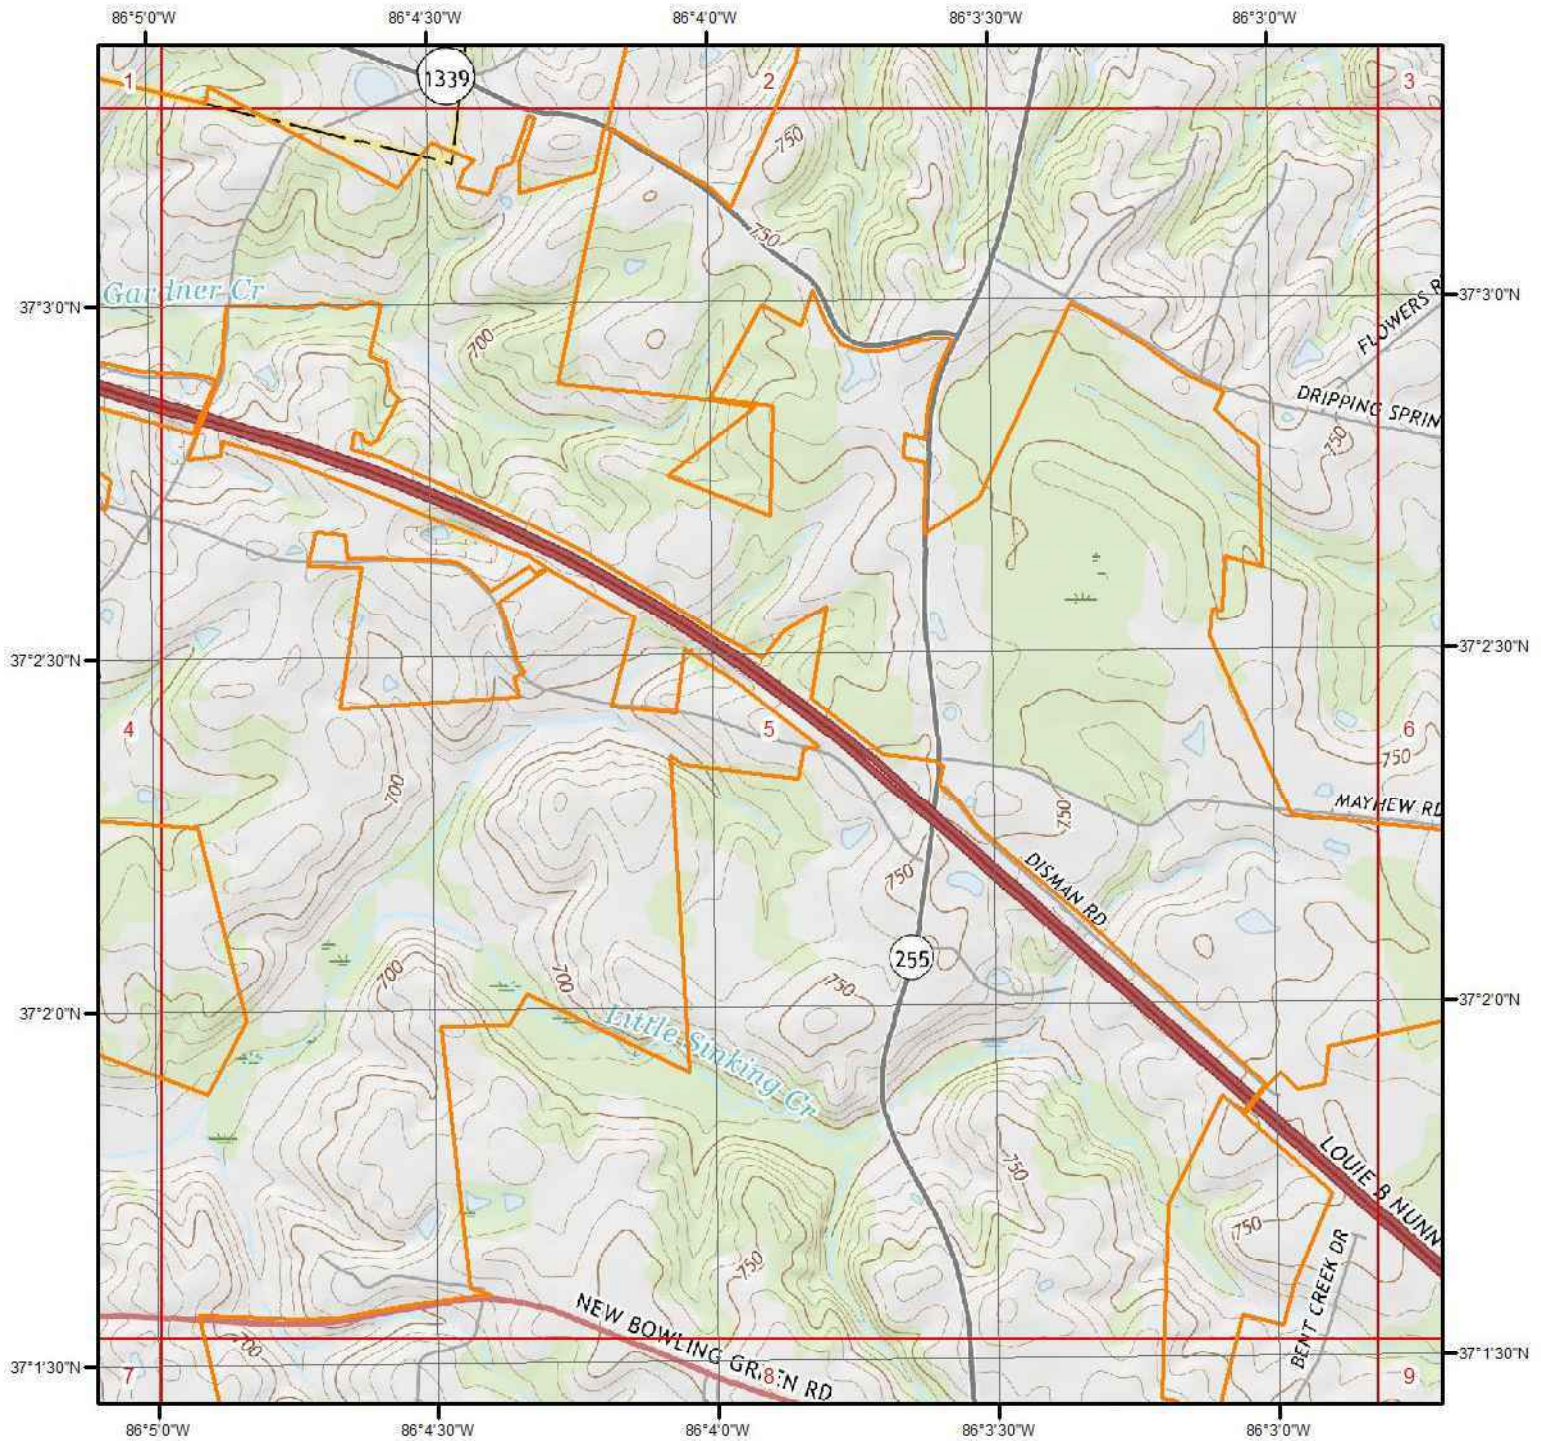 86°5'0"W 86°4'30"W 86°4'0"W 86°3'30"W 86°3'0"W
1 1339 2 3
750
750
Gardner Cr
37°3'0"N 37°3'0"N
700 FLOWERS R
DRIPPING SPRIN
750
37°2'30"N 37°2'30"N
4 5 6
750
700 750 MAYHEW RD
750 DISMAN RD
255
700 700 750
37°2'0"N 37°2'0"N
Little Sinking Cr
750 LOUIE B NUNN
750
750 BENT CREEK DR
NEW BOWLING GREEN RD
700
37°1'30"N 37°1'30"N
7 8 9
86°5'0"W 86°4'30"W 86°4'0"W 86°3'30"W 86°3'0"W